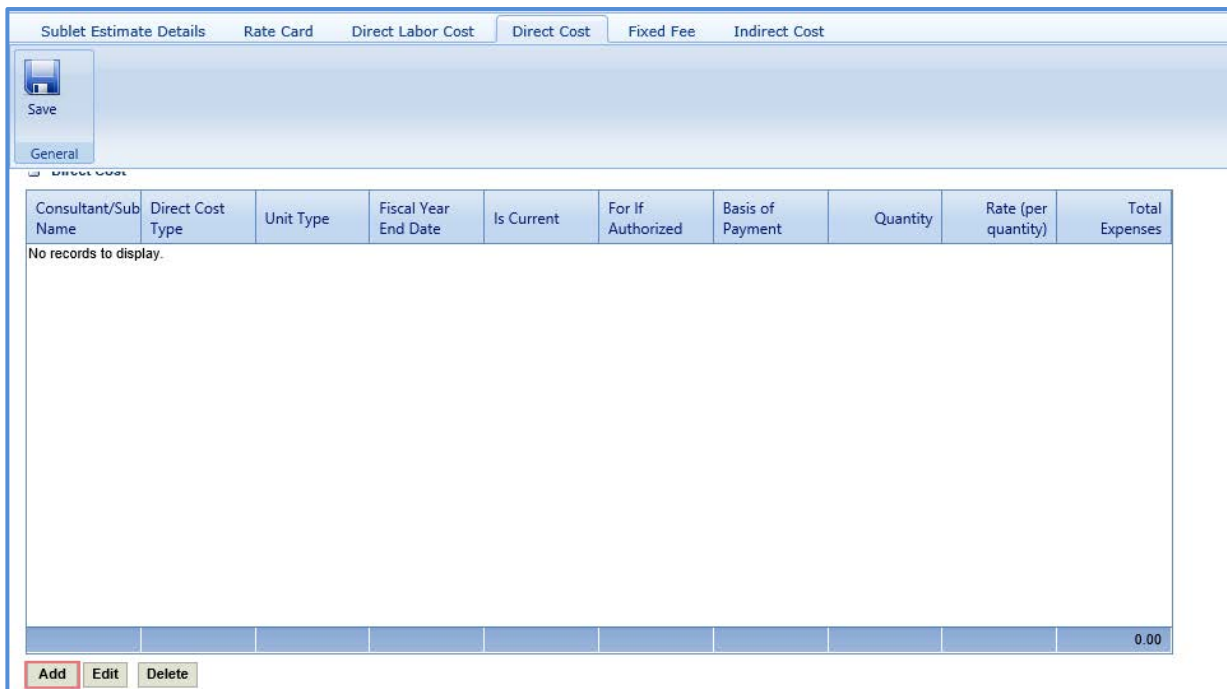 Sublet Estimate Details Rate Card Direct Labor Cost Direct Cost Fixed Fee Indirect Cost
Save
General
Direct Cost
Consultant/Sub Name Direct Cost Type Unit Type Fiscal Year End Date Is Current For If Authorized Basis of Payment Quantity Rate (per quantity) Total Expenses
No records to display.
0.00
Add Edit Delete